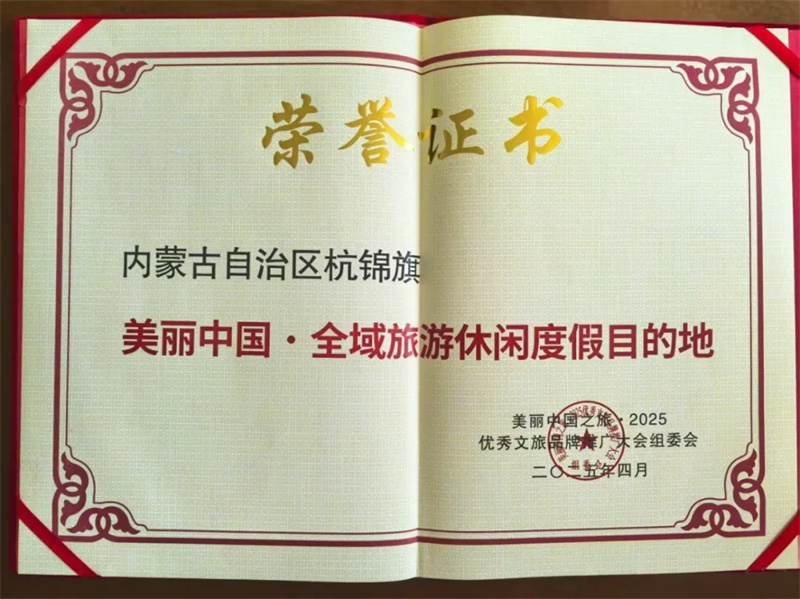 荣誉证书
内蒙古自治区杭锦旗
美丽中国·全域旅游休闲度假目的地
美丽中国之旅·2025
优秀文旅品牌推广大会组委会
二〇二五年四月